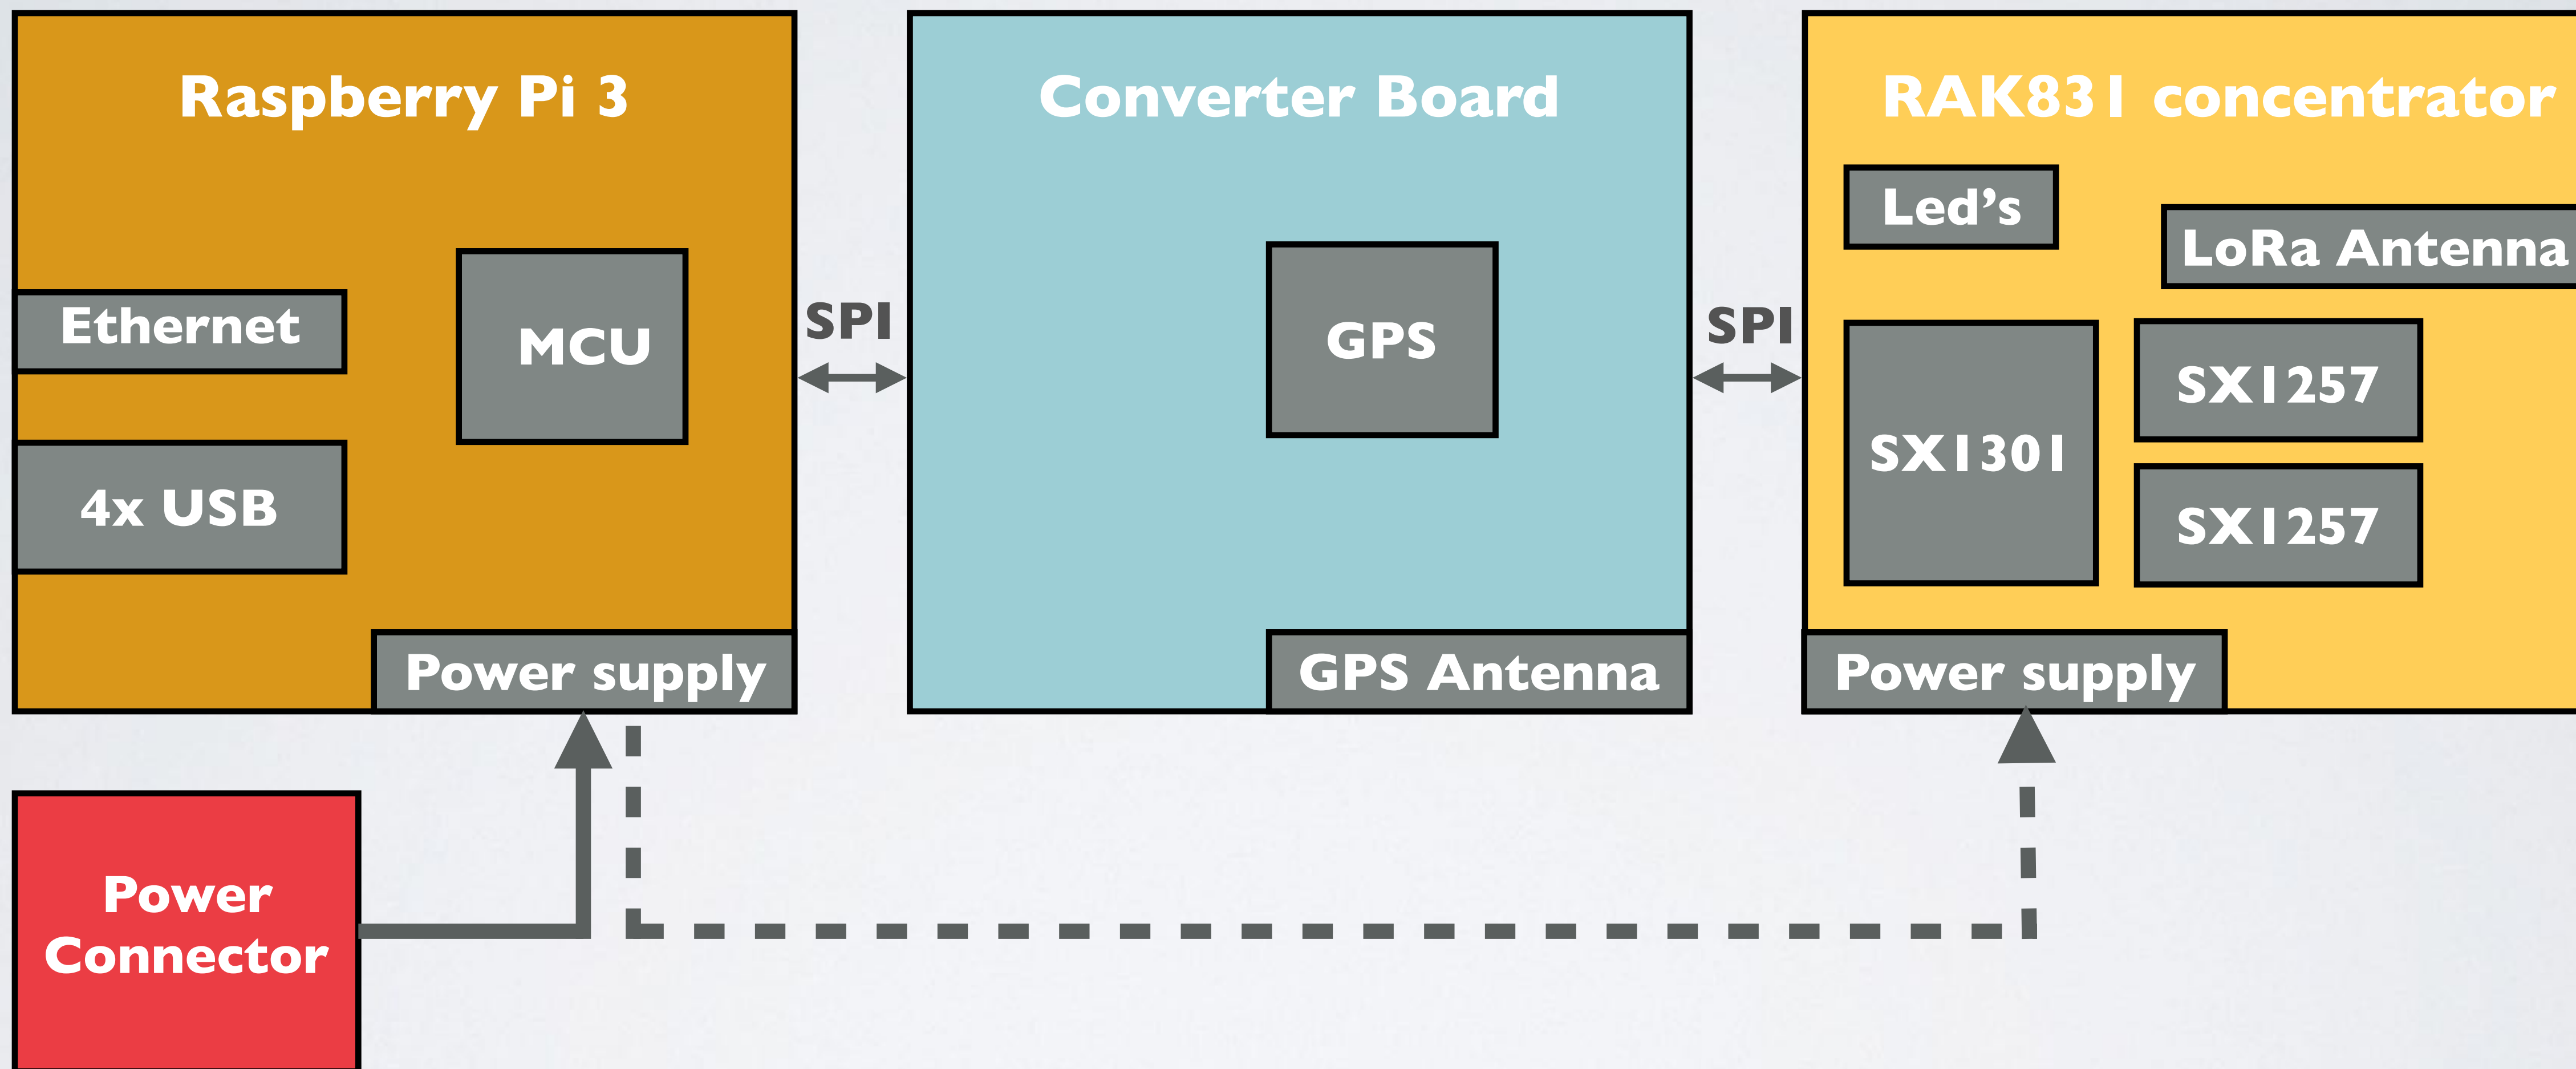 Raspberry Pi 3
Ethernet
MCU
4x USB
Power supply
SPI
Converter Board
GPS
GPS Antenna
SPI
RAK831 concentrator
Led's
LoRa Antenna
SX1301
SX1257
SX1257
Power supply
Power
Connector